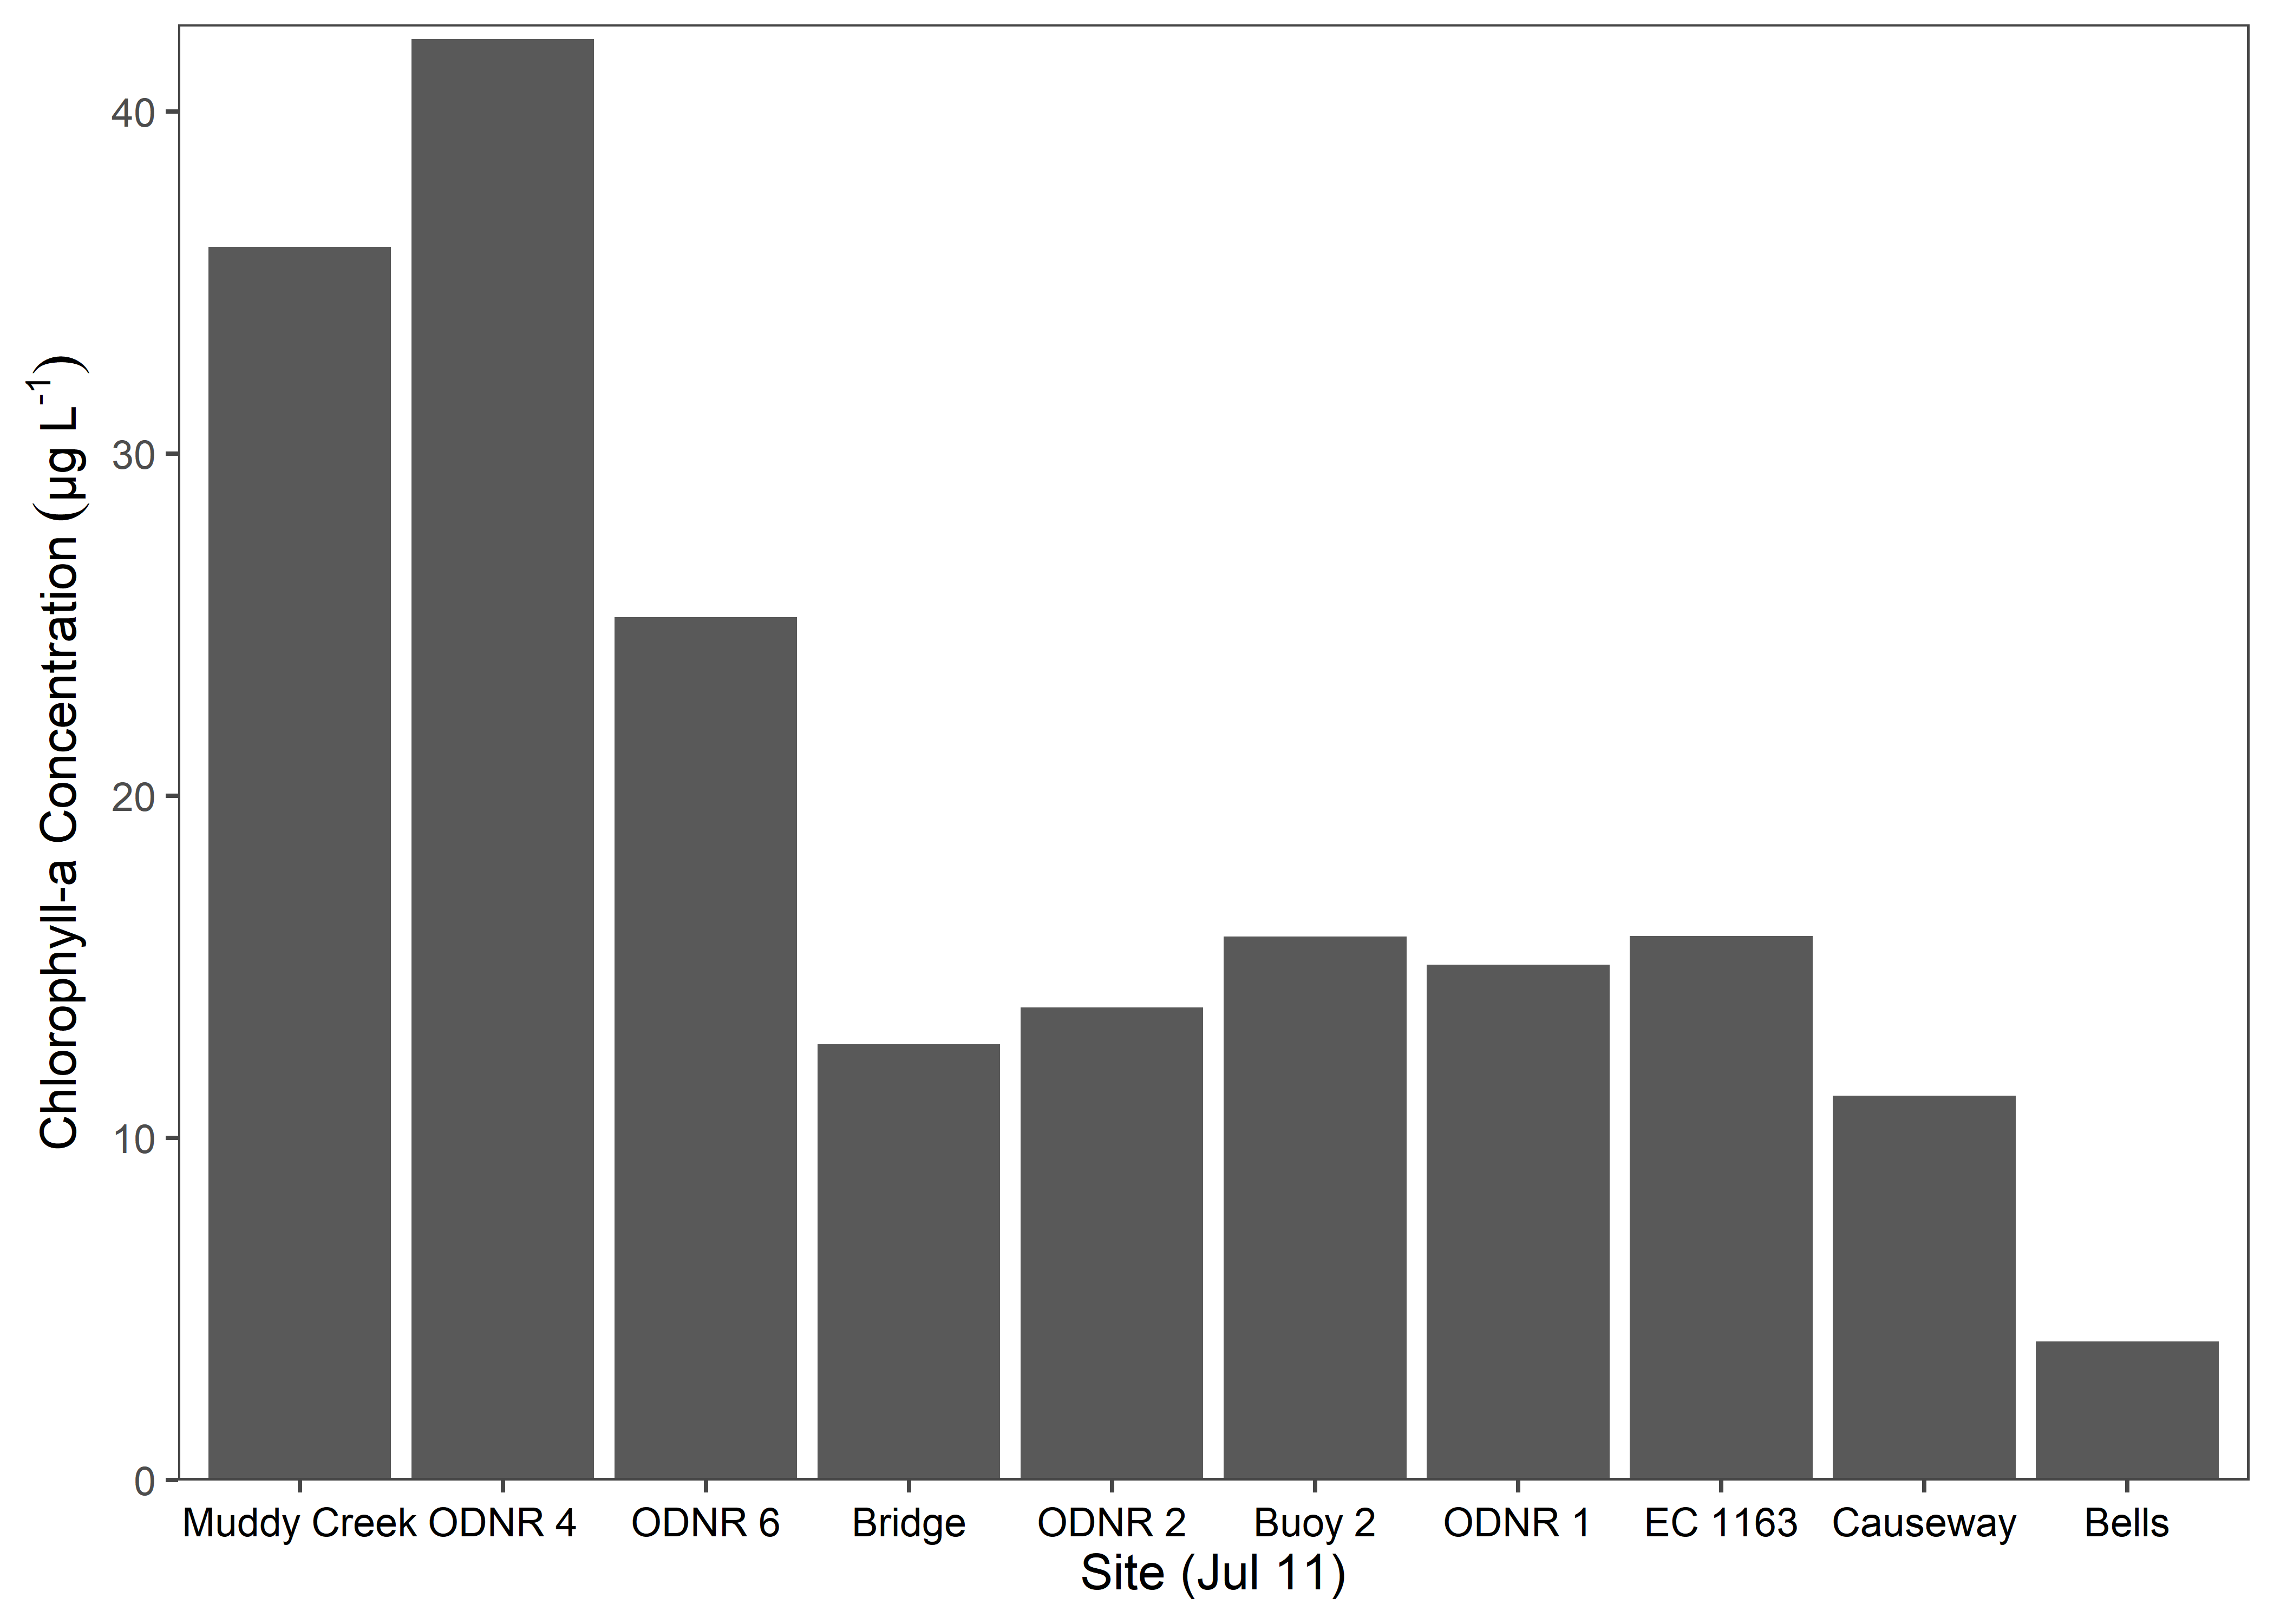 Chlorophyll-a Concentration (µg L⁻¹)
40
30
20
10
0
Muddy Creek ODNR 4 ODNR 6 Bridge ODNR 2 Buoy 2 ODNR 1 EC 1163 Causeway Bells
Site (Jul 11)